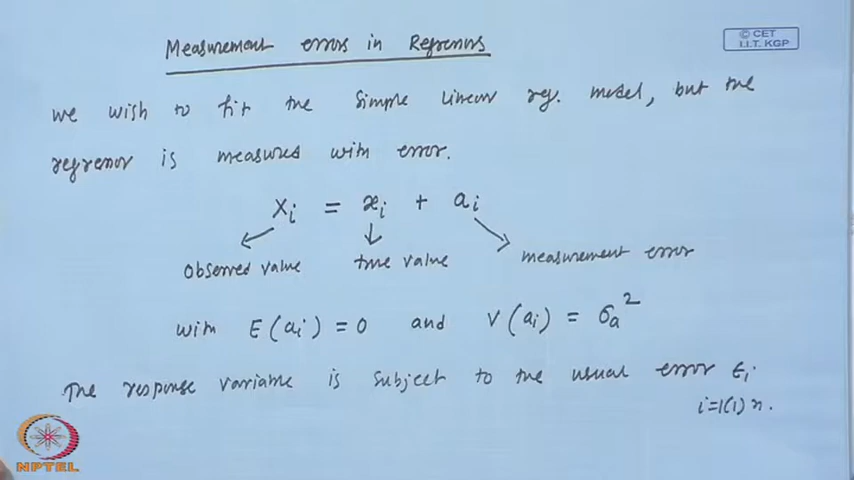 Measurement errors in Regressors
© CET
I.I.T. KGP
we wish to fit the simple linear reg. model, but the
regressor is measured with error.
Xi = xi + ai
observed value true value measurement error
with E(ai) = 0 and V(ai) = σa²
The response variable is subject to the usual error εi
i=1(1)n.
NPTEL